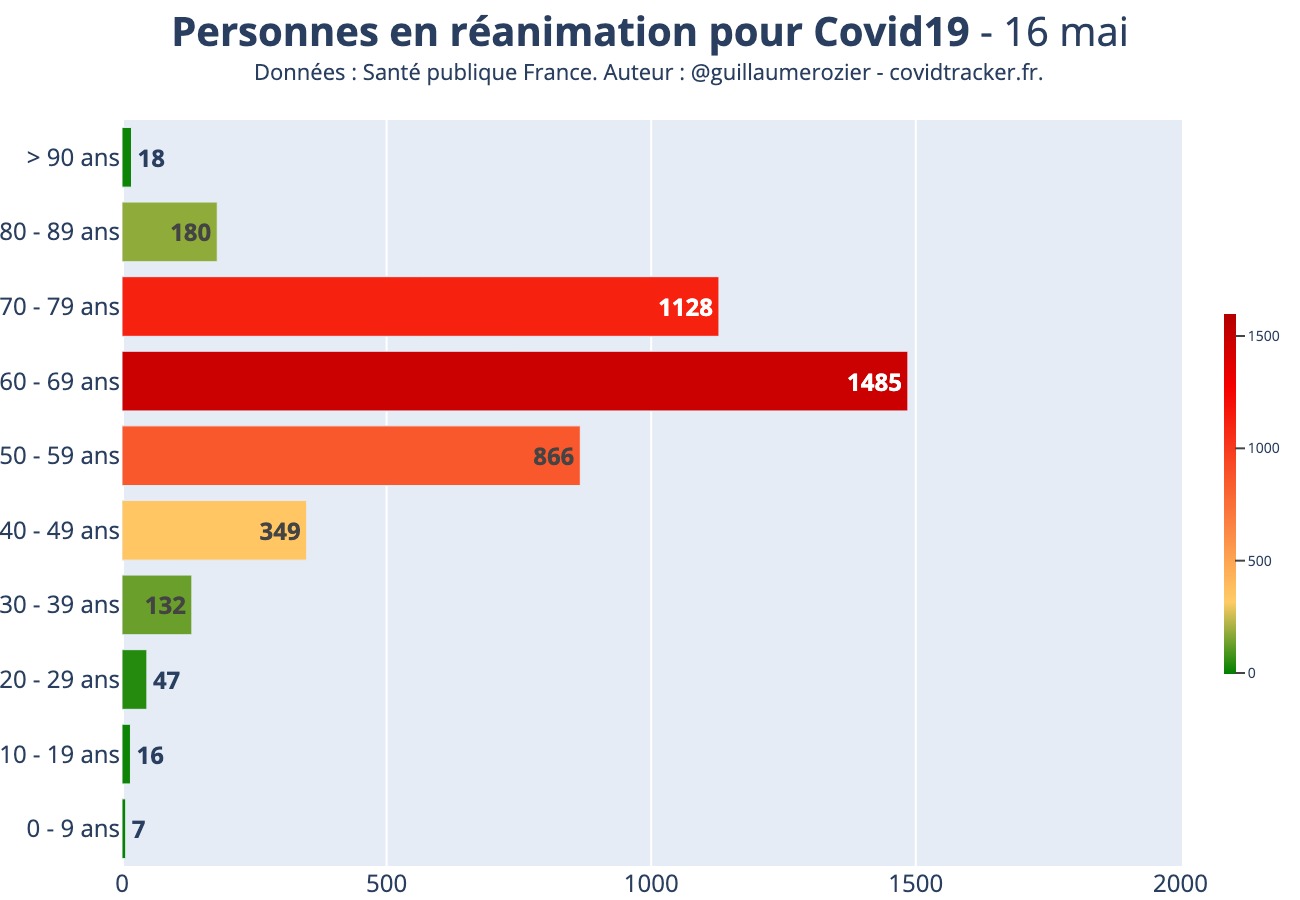 Personnes en réanimation pour Covid19 - 16 mai
Données : Santé publique France. Auteur : @guillaumerozier - covidtracker.fr.
> 90 ans 18
80 - 89 ans 180
70 - 79 ans 1128
60 - 69 ans 1485
50 - 59 ans 866
40 - 49 ans 349
30 - 39 ans 132
20 - 29 ans 47
10 - 19 ans 16
0 - 9 ans 7
0 500 1000 1500 2000
1500
1000
500
0